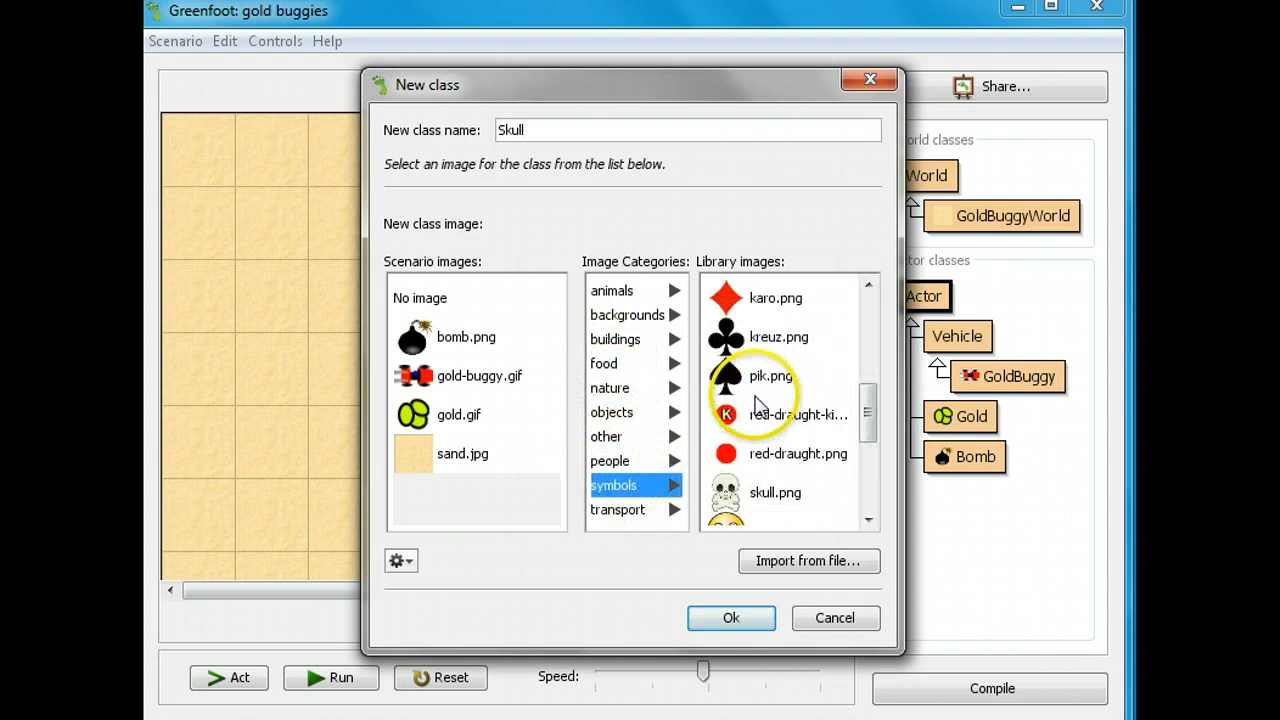 Greenfoot: gold buggies
Scenario Edit Controls Help
New class
Share...
New class name: Skull
Select an image for the class from the list below.
New class image:
Scenario images: Image Categories: Library images:
No image
bomb.png
gold-buggy.gif
gold.gif
sand.jpg
animals
backgrounds
buildings
food
nature
objects
other
people
symbols
transport
karo.png
kreuz.png
pik.png
K
red-draught-ki...
red-draught.png
skull.png
Import from file...
Ok Cancel
orld classes
World
GoldBuggyWorld
tor classes
Actor
Vehicle
GoldBuggy
Gold
Bomb
Act Run Reset Speed:
Compile